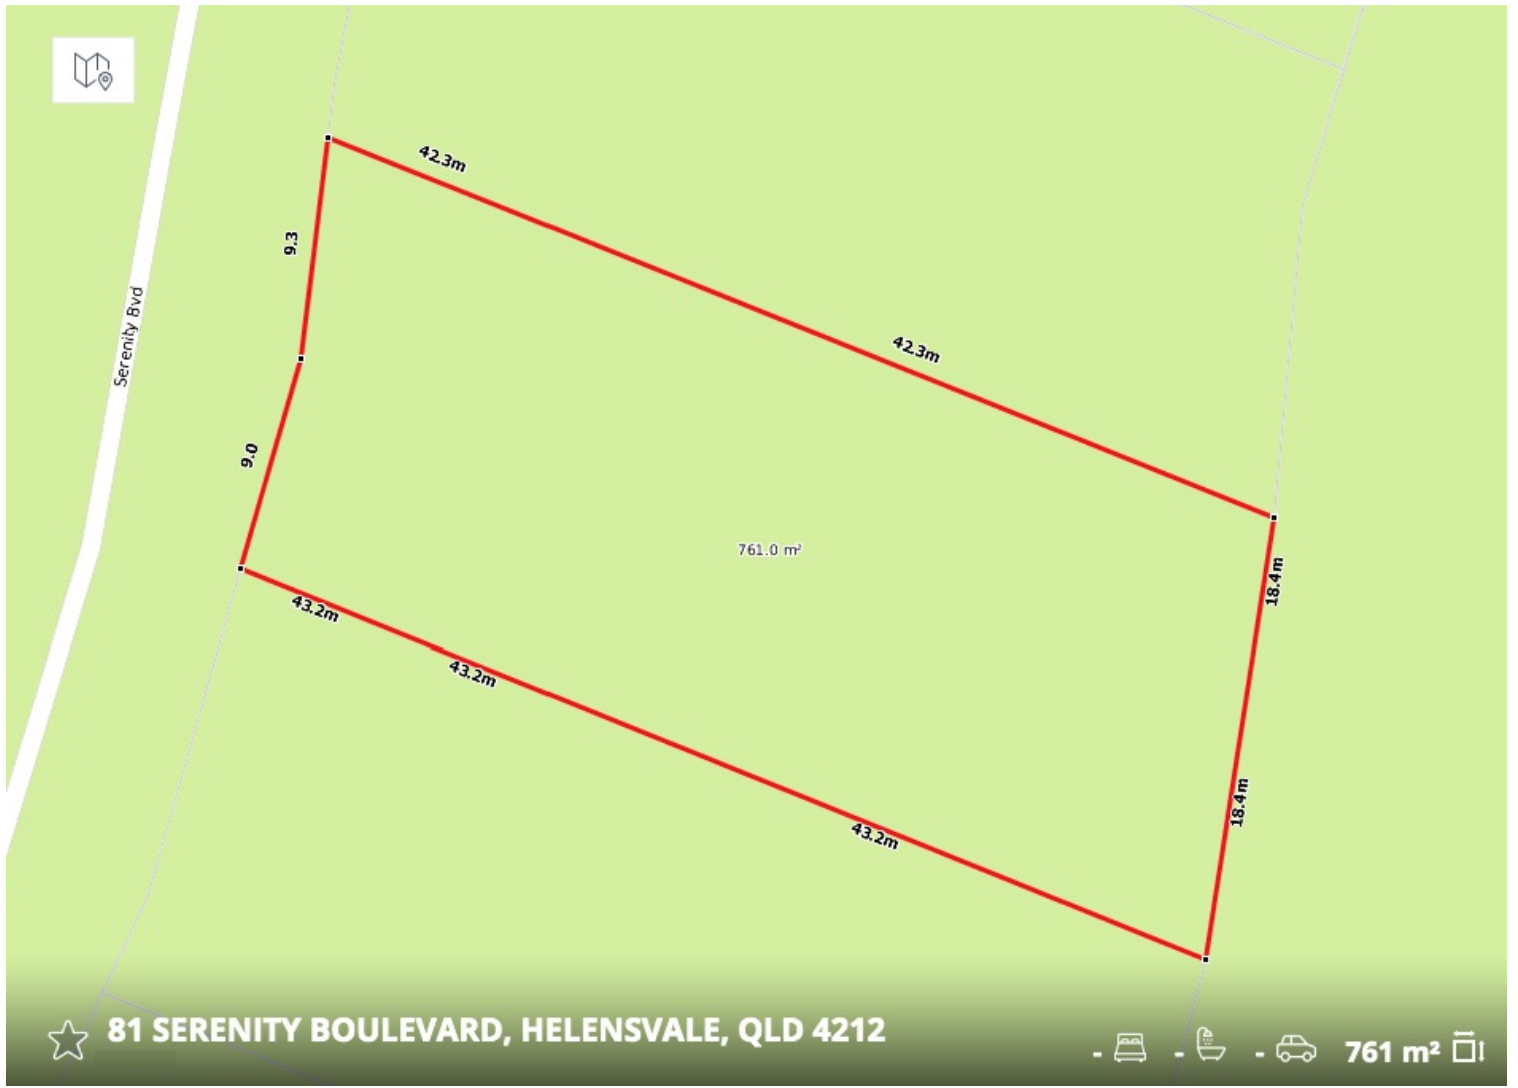 42.3m
9.3
Serenity Bvd
42.3m
9.0
761.0 m²
18.4m
43.2m
43.2m
18.4m
43.2m
81 SERENITY BOULEVARD, HELENSVALE, QLD 4212
- - - 761 m²